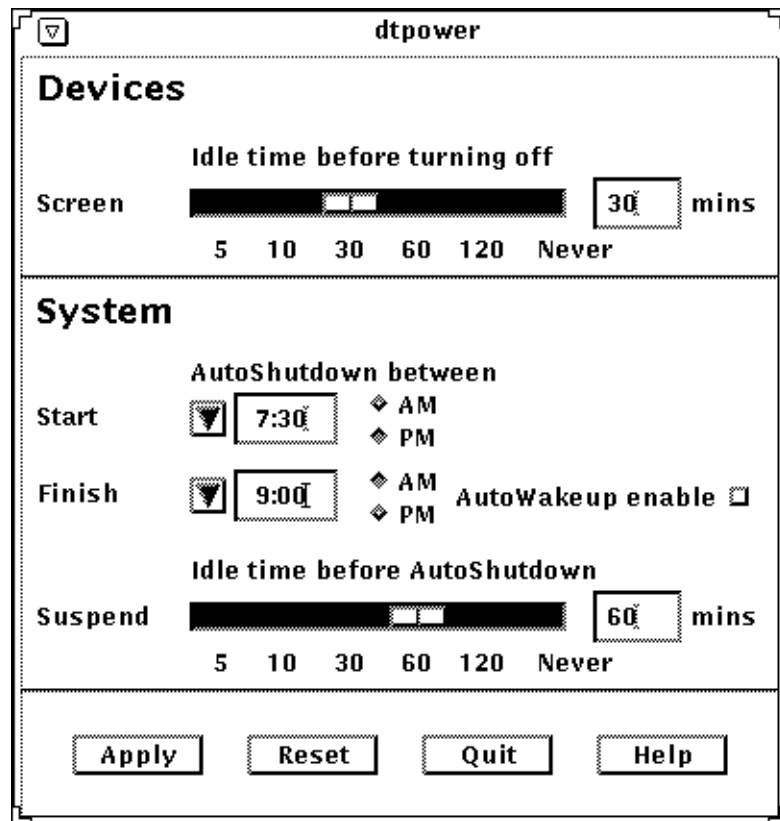 dtpower
Devices
Idle time before turning off
Screen 30 mins
5 10 30 60 120 Never
System
AutoShutdown between
Start 7:30 AM
PM
Finish 9:00 AM
PM AutoWakeup enable
Idle time before AutoShutdown
Suspend 60 mins
5 10 30 60 120 Never
Apply Reset Quit Help